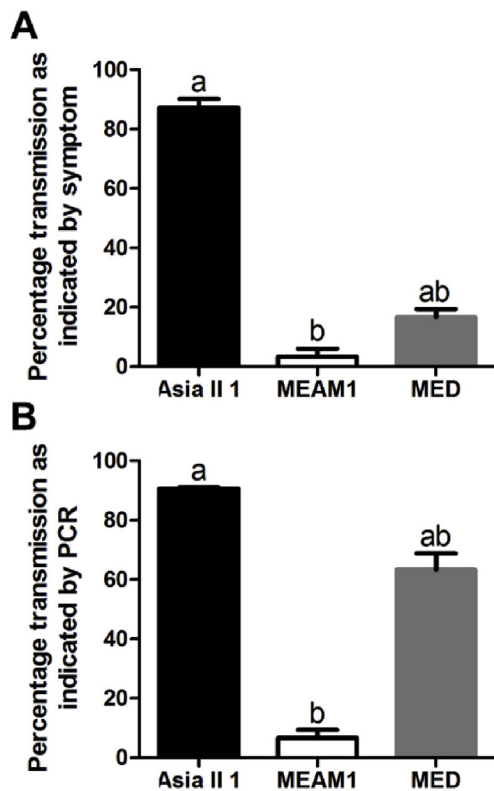 A
Percentage transmission as
indicated by symptom
100
80
60
40
20
0
a
b
ab
Asia II 1 MEAM1 MED
B
Percentage transmission as
indicated by PCR
100
80
60
40
20
0
a
b
ab
Asia II 1 MEAM1 MED